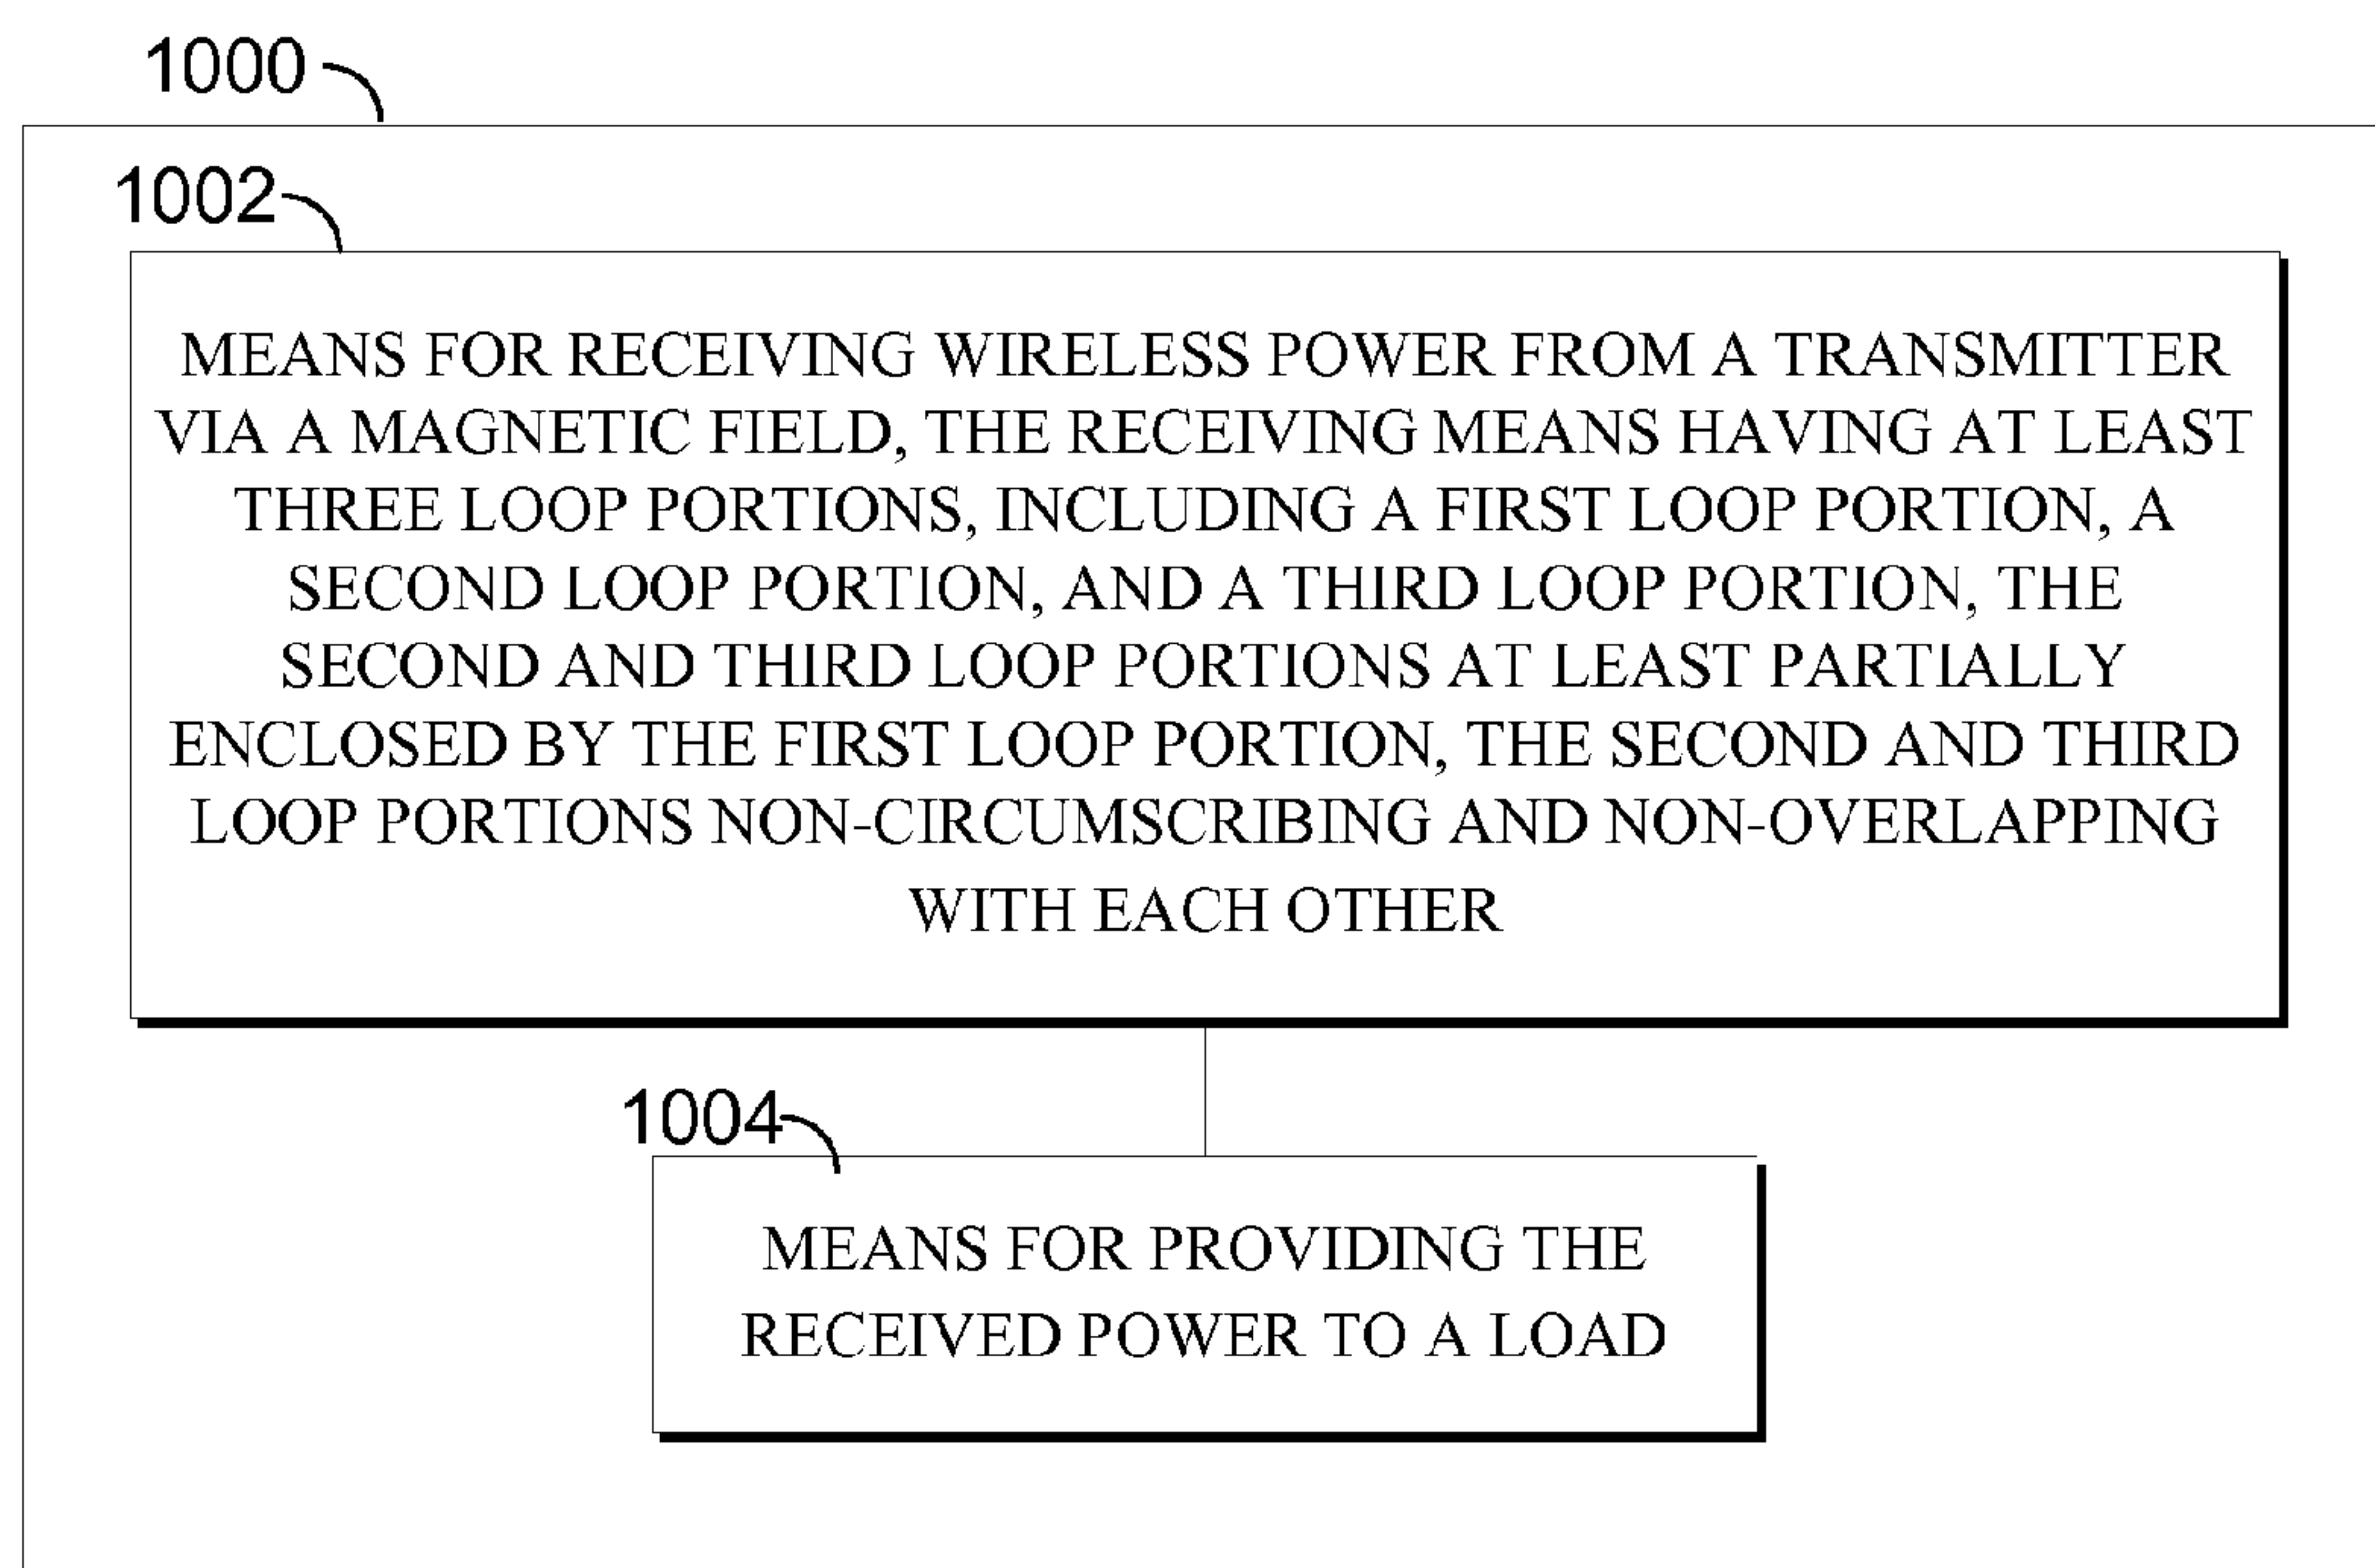 1000
1002
MEANS FOR RECEIVING WIRELESS POWER FROM A TRANSMITTER
VIA A MAGNETIC FIELD, THE RECEIVING MEANS HAVING AT LEAST
THREE LOOP PORTIONS, INCLUDING A FIRST LOOP PORTION, A
SECOND LOOP PORTION, AND A THIRD LOOP PORTION, THE
SECOND AND THIRD LOOP PORTIONS AT LEAST PARTIALLY
ENCLOSED BY THE FIRST LOOP PORTION, THE SECOND AND THIRD
LOOP PORTIONS NON-CIRCUMSCRIBING AND NON-OVERLAPPING
WITH EACH OTHER
1004
MEANS FOR PROVIDING THE
RECEIVED POWER TO A LOAD